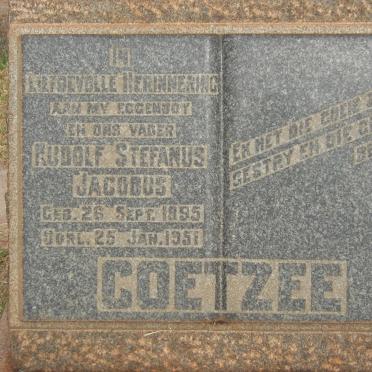 IN
LIEFDEVOLLE HERINNERING
AAN MY EGGENOOT
EN ONS VADER
RUDOLF STEFANUS
JACOBUS
GEB. 26 SEPT. 1895
OORL. 25 JAN. 1951
EK HET DIE GOEIE
GESTRY EN DIE
COETZEE